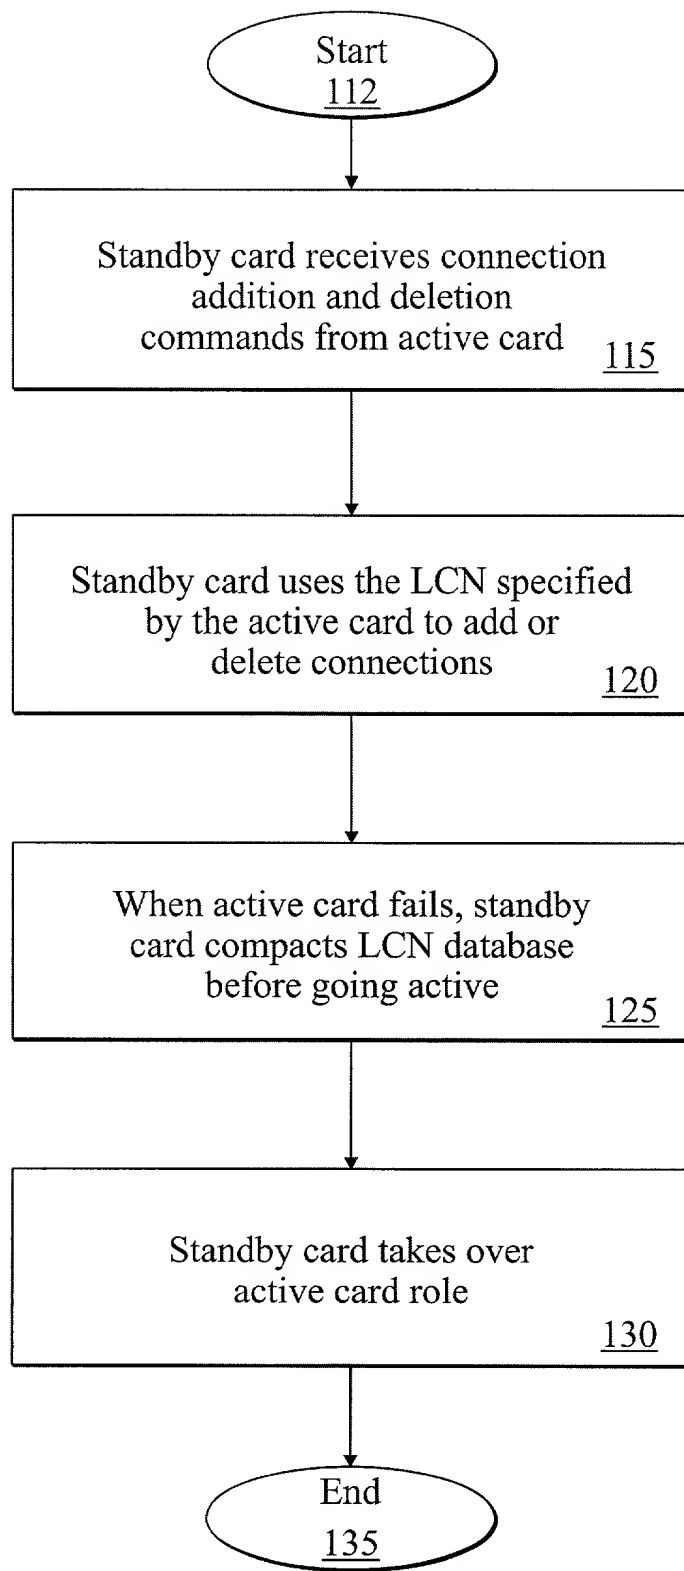 Start
112
Standby card receives connection
addition and deletion
commands from active card
115
Standby card uses the LCN specified
by the active card to add or
delete connections
120
When active card fails, standby
card compacts LCN database
before going active
125
Standby card takes over
active card role
130
End
135